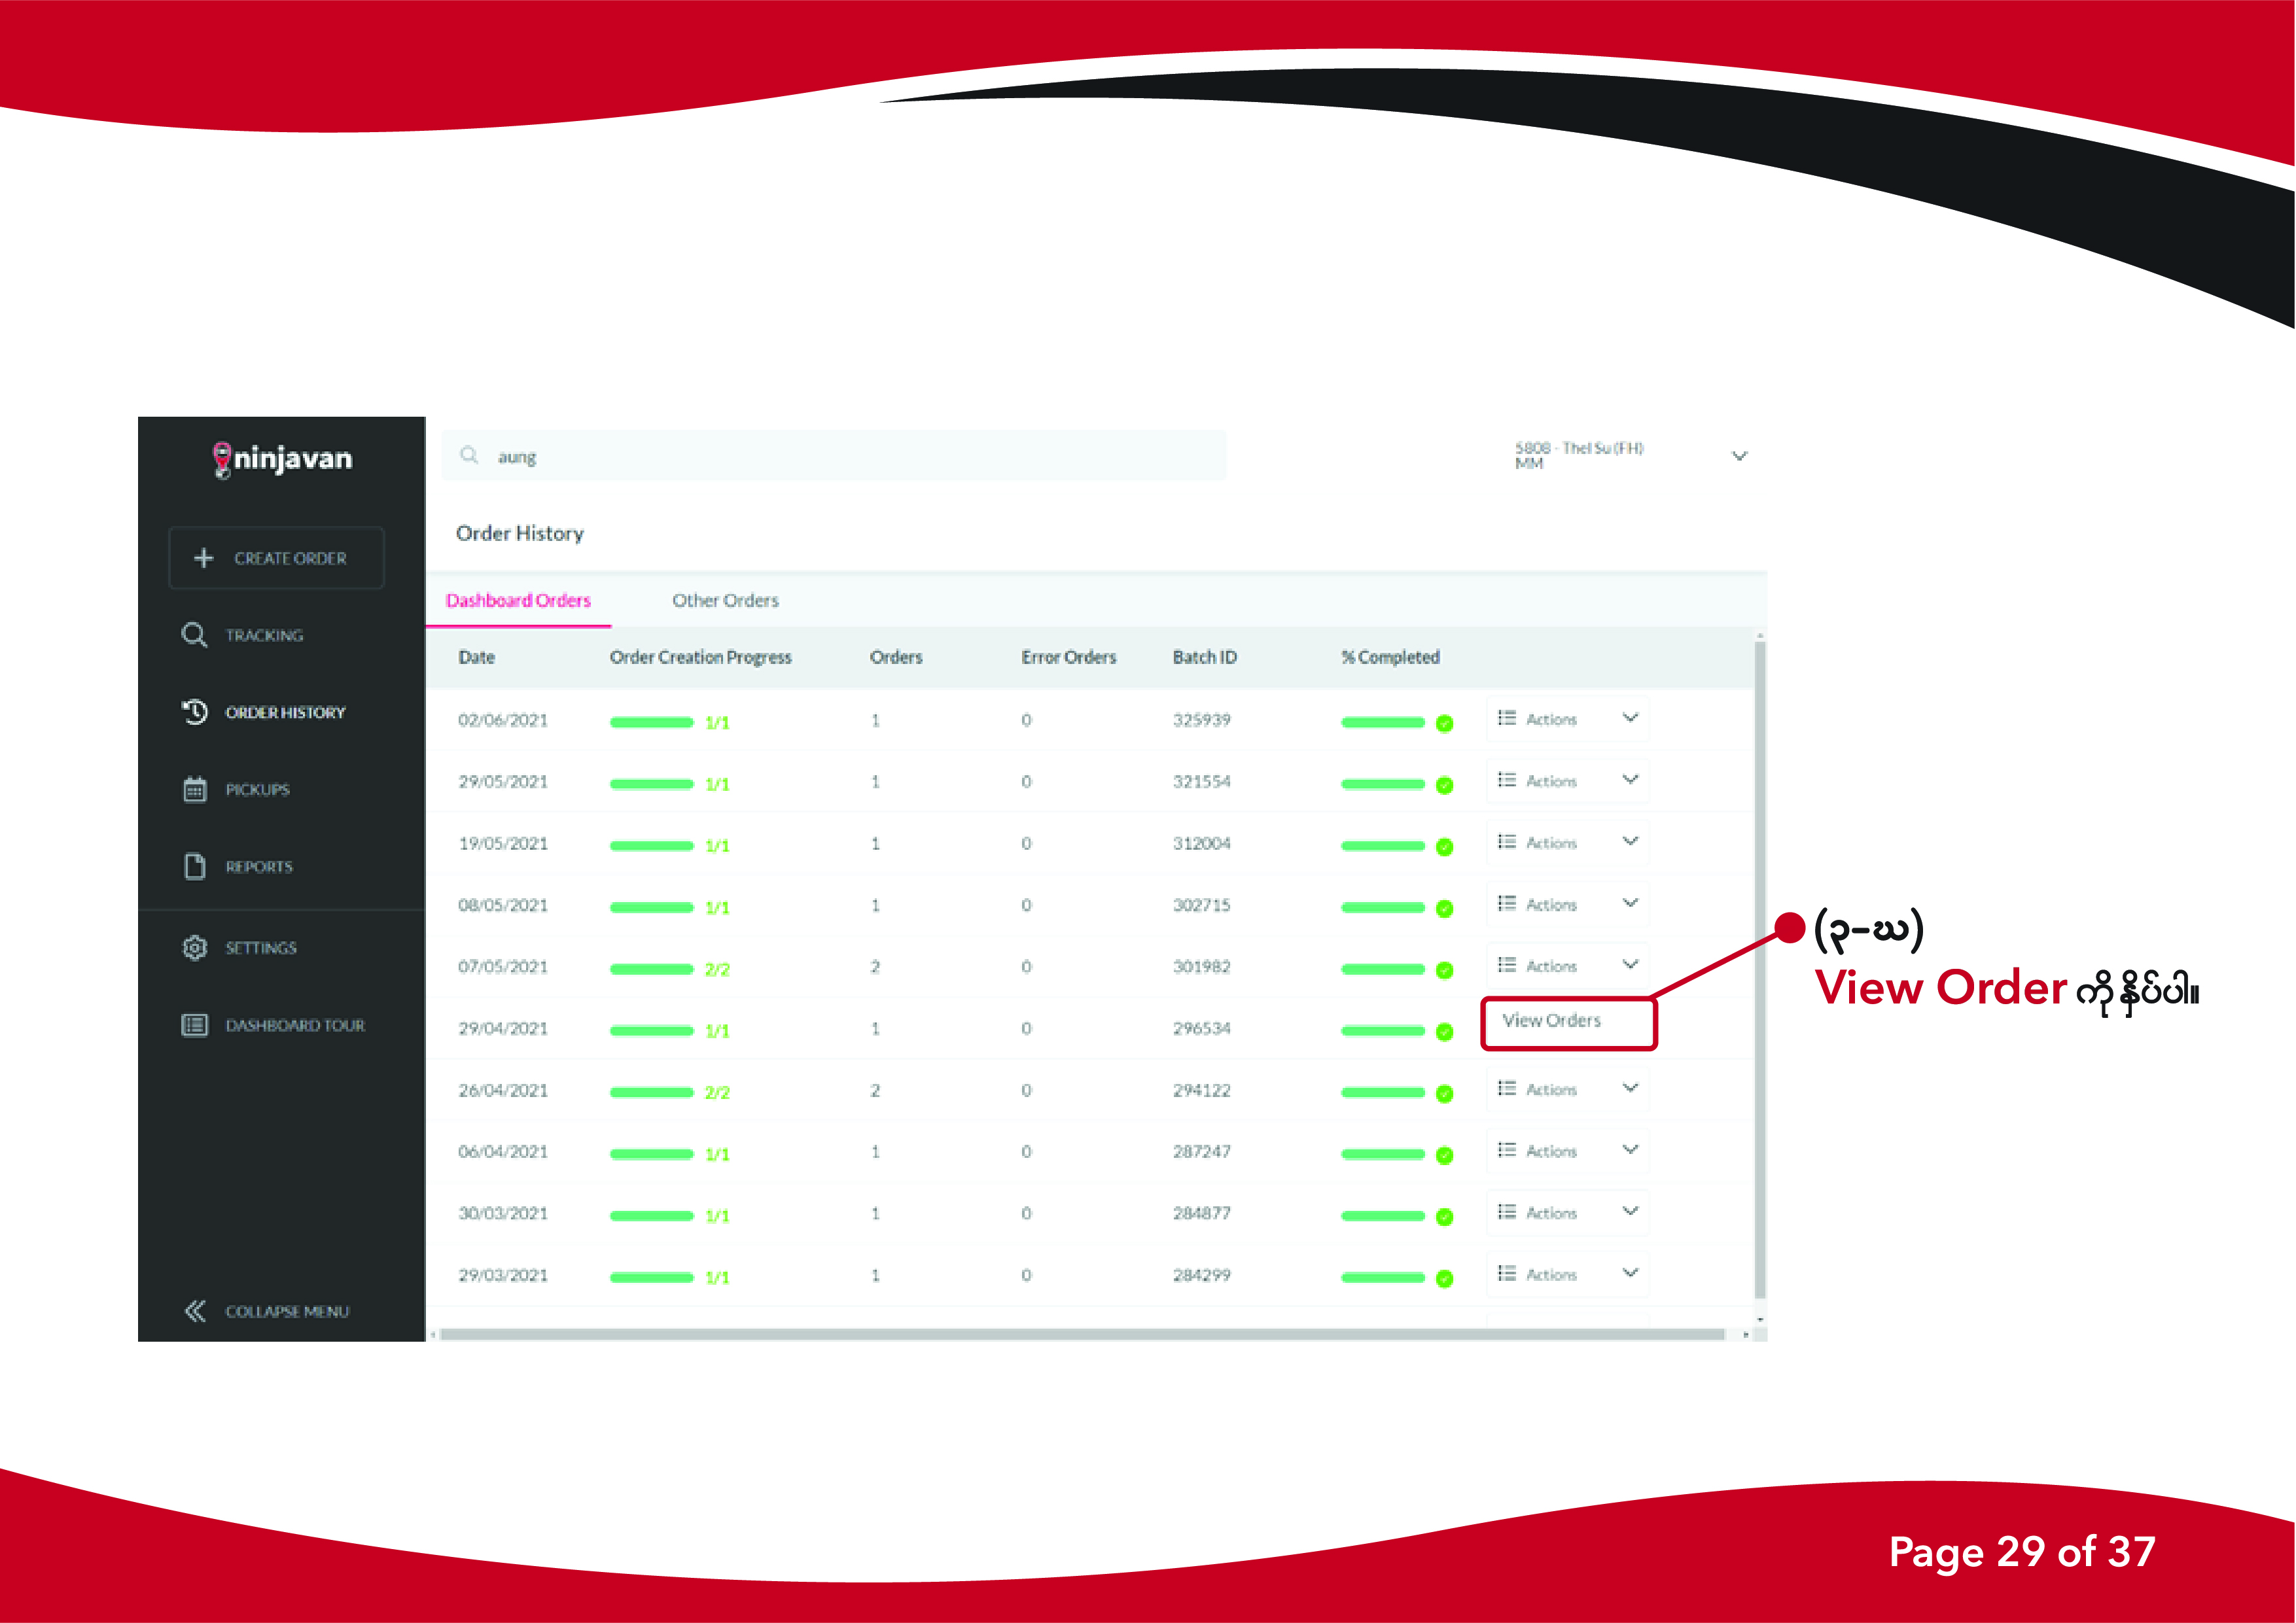 ninjavan
aung
5808 - Thel Su (FH)
MM
CREATE ORDER
TRACKING
ORDER HISTORY
PICKUPS
REPORTS
SETTINGS
DASHBOARD TOUR
COLLAPSE MENU
Order History
Dashboard Orders Other Orders
Date Order Creation Progress Orders Error Orders Batch ID % Completed
02/06/2021 1/1 1 0 325939 Actions
29/05/2021 1/1 1 0 321554 Actions
19/05/2021 1/1 1 0 312004 Actions
08/05/2021 1/1 1 0 302715 Actions
07/05/2021 2/2 2 0 301982 Actions
29/04/2021 1/1 1 0 296534 View Orders
26/04/2021 2/2 2 0 294122 Actions
06/04/2021 1/1 1 0 287247 Actions
30/03/2021 1/1 1 0 284877 Actions
29/03/2021 1/1 1 0 284299 Actions
(၃-ဃ)
View Order ကို နှိပ်ပါ။
Page 29 of 37